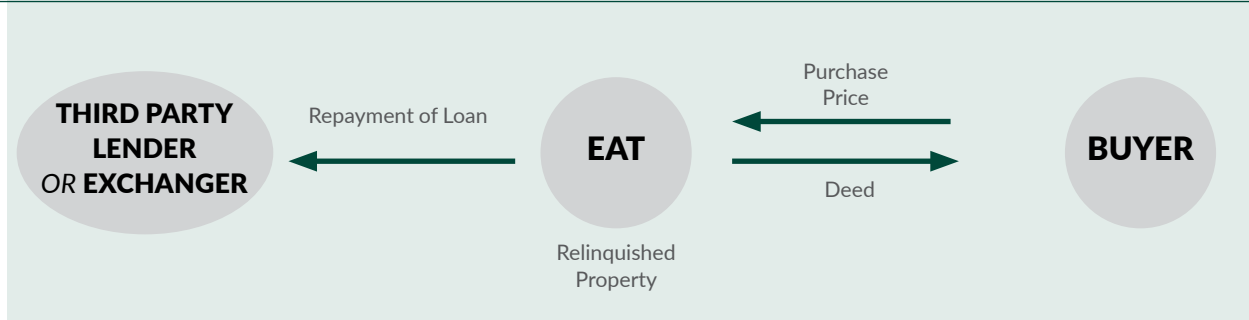 THIRD PARTY
LENDER
OR EXCHANGER
Repayment of Loan
EAT
Relinquished
Property
Purchase
Price
Deed
BUYER